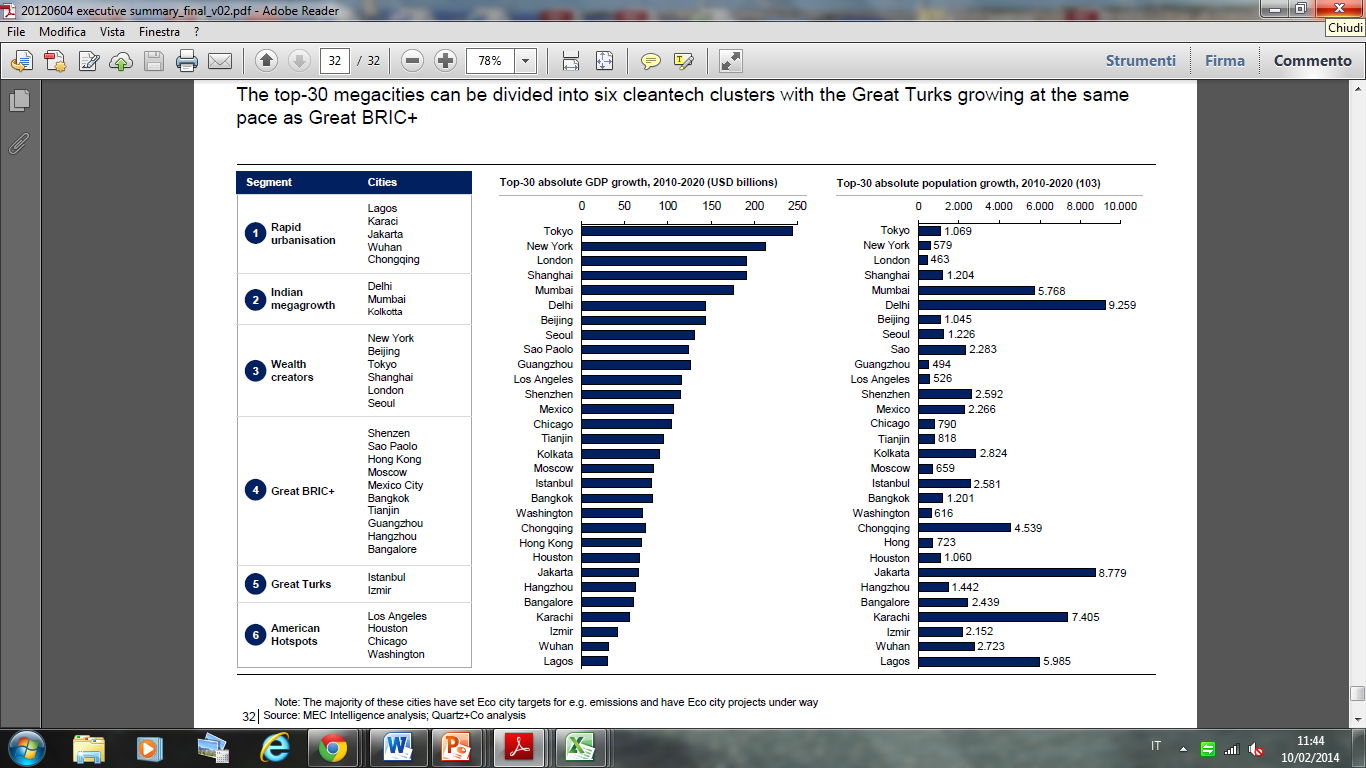 20120604 executive summary_final_v02.pdf - Adobe Reader
Chiudi
File Modifica Vista Finestra ?
32 / 32 78% Strumenti Firma Commento
The top-30 megacities can be divided into six cleantech clusters with the Great Turks growing at the same
pace as Great BRIC+
Segment Cities
1 Rapid urbanisation
Lagos
Karaci
Jakarta
Wuhan
Chongqing
2 Indian megagrowth
Delhi
Mumbai
Kolkotta
3 Wealth creators
New York
Beijing
Tokyo
Shanghai
London
Seoul
4 Great BRIC+
Shenzen
Sao Paolo
Hong Kong
Moscow
Mexico City
Bangkok
Tianjin
Guangzhou
Hangzhou
Bangalore
5 Great Turks
Istanbul
Izmir
6 American Hotspots
Los Angeles
Houston
Chicago
Washington
Top-30 absolute GDP growth, 2010-2020 (USD billions)
0 50 100 150 200 250
Tokyo
New York
London
Shanghai
Mumbai
Delhi
Beijing
Seoul
Sao Paolo
Guangzhou
Los Angeles
Shenzhen
Mexico
Chicago
Tianjin
Kolkata
Moscow
Istanbul
Bangkok
Washington
Chongqing
Hong Kong
Houston
Jakarta
Hangzhou
Bangalore
Karachi
Izmir
Wuhan
Lagos
Top-30 absolute population growth, 2010-2020 (103)
0 2.000 4.000 6.000 8.000 10.000
Tokyo 1.069
New York 579
London 463
Shanghai 1.204
Mumbai 5.768
Delhi 9.259
Beijing 1.045
Seoul 1.226
Sao 2.283
Guangzhou 494
Los Angeles 526
Shenzhen 2.592
Mexico 2.266
Chicago 790
Tianjin 818
Kolkata 2.824
Moscow 659
Istanbul 2.581
Bangkok 1.201
Washington 616
Chongqing 4.539
Hong 723
Houston 1.060
Jakarta 8.779
Hangzhou 1.442
Bangalore 2.439
Karachi 7.405
Izmir 2.152
Wuhan 2.723
Lagos 5.985
Note: The majority of these cities have set Eco city targets for e.g. emissions and have Eco city projects under way
32 Source: MEC Intelligence analysis; Quartz+Co analysis
IT
11:44
10/02/2014